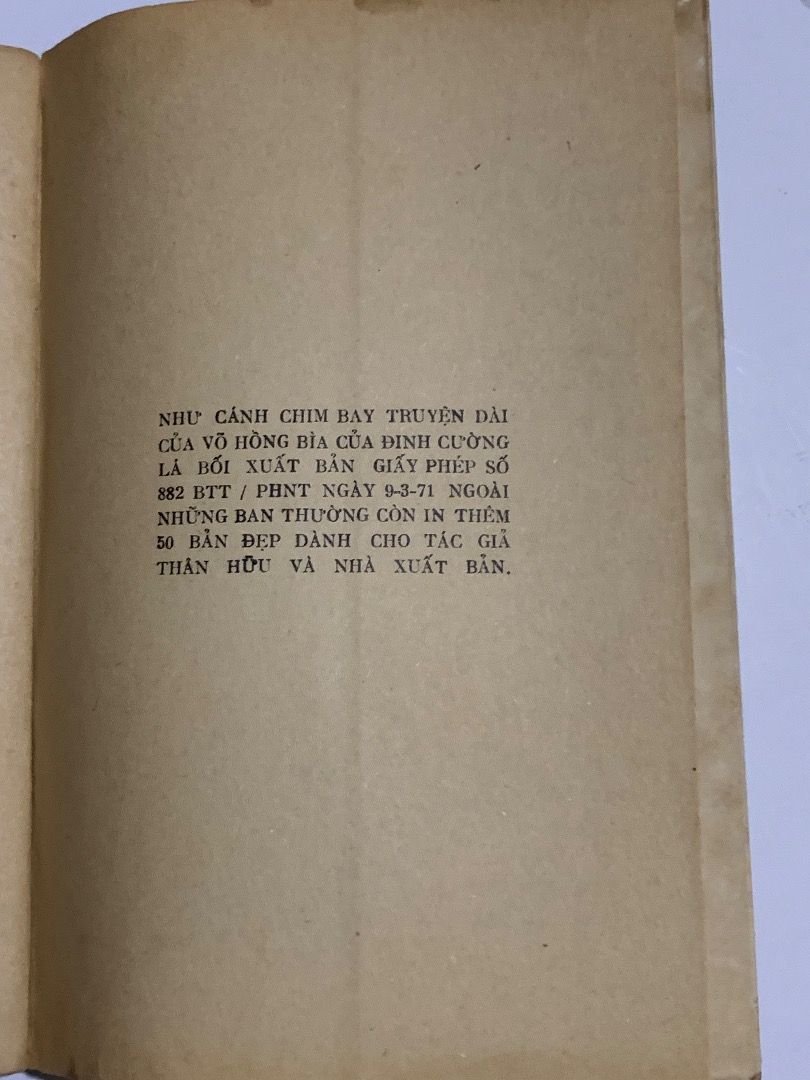 NHƯ CÁNH CHIM BAY TRUYỆN DÀI
CỦA VÕ HỒNG BÌA CỦA ĐINH CƯỜNG
LÁ BỐI XUẤT BẢN GIẤY PHÉP SỐ
882 BTT / PHNT NGÀY 9-3-71 NGOÀI
NHỮNG BAN THƯỜNG CÒN IN THÊM
50 BẢN ĐẸP DÀNH CHO TÁC GIẢ
THÂN HỮU VÀ NHÀ XUẤT BẢN.